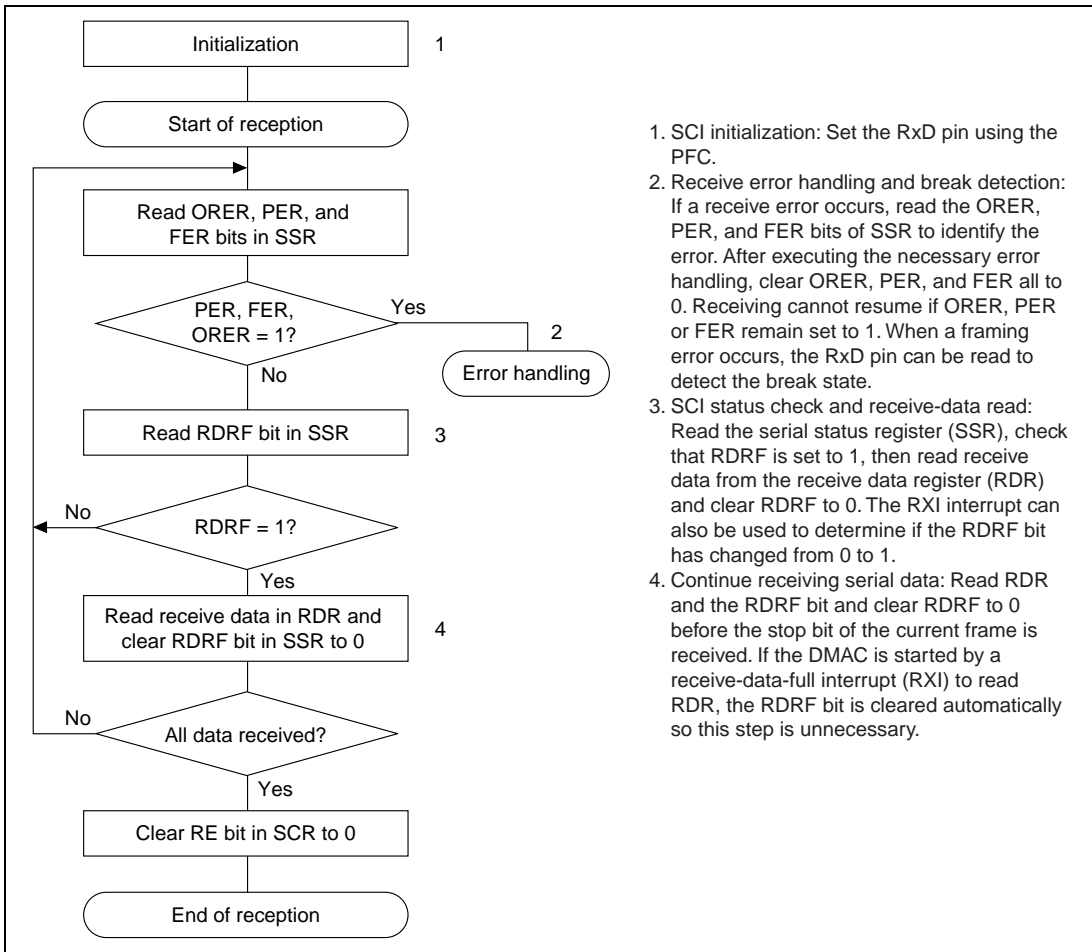 Initialization
1
Start of reception
Read ORER, PER, and
FER bits in SSR
PER, FER,
ORER = 1?
Yes
2
Error handling
No
Read RDRF bit in SSR
3
No
RDRF = 1?
Yes
Read receive data in RDR and
clear RDRF bit in SSR to 0
4
No
All data received?
Yes
Clear RE bit in SCR to 0
End of reception
1. SCI initialization: Set the RxD pin using the
PFC.
2. Receive error handling and break detection:
If a receive error occurs, read the ORER,
PER, and FER bits of SSR to identify the
error. After executing the necessary error
handling, clear ORER, PER, and FER all to
0. Receiving cannot resume if ORER, PER
or FER remain set to 1. When a framing
error occurs, the RxD pin can be read to
detect the break state.
3. SCI status check and receive-data read:
Read the serial status register (SSR), check
that RDRF is set to 1, then read receive
data from the receive data register (RDR)
and clear RDRF to 0. The RXI interrupt can
also be used to determine if the RDRF bit
has changed from 0 to 1.
4. Continue receiving serial data: Read RDR
and the RDRF bit and clear RDRF to 0
before the stop bit of the current frame is
received. If the DMAC is started by a
receive-data-full interrupt (RXI) to read
RDR, the RDRF bit is cleared automatically
so this step is unnecessary.